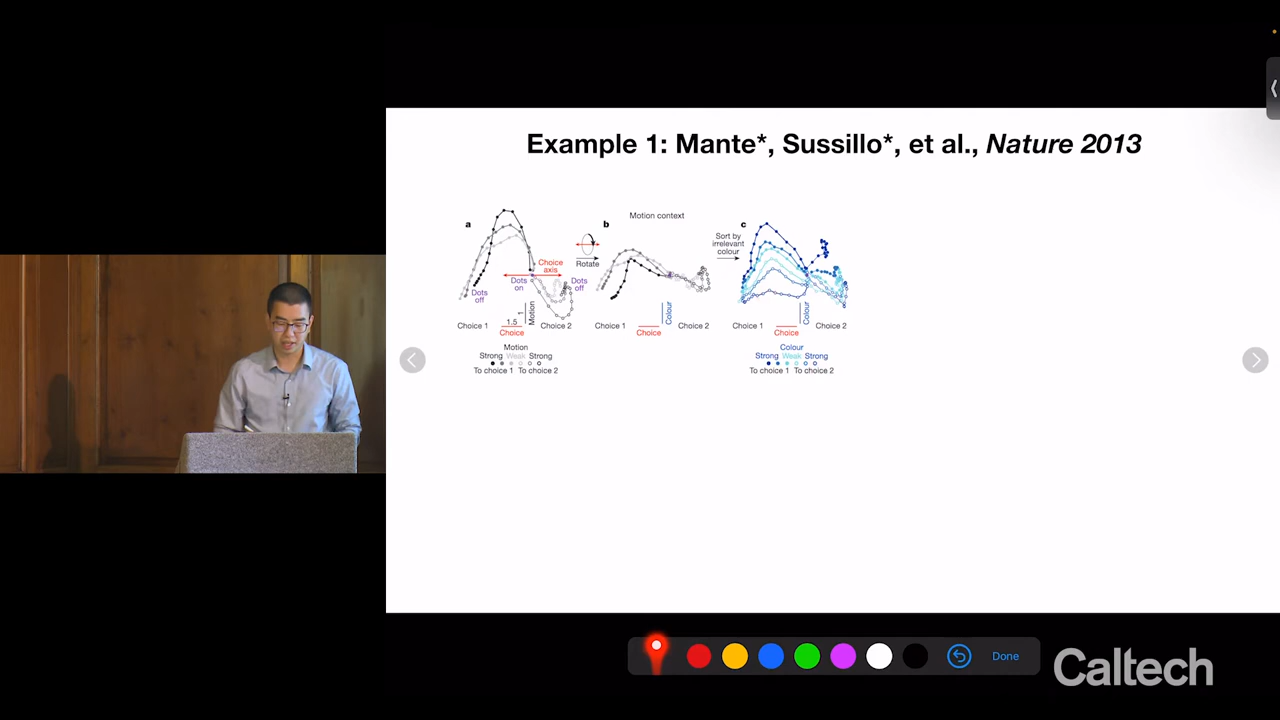 Example 1: Mante*, Sussillo*, et al., Nature 2013
a
b
Motion context
c
Sort by
irrelevant
colour
Choice
axis
Rotate
Dots
on
Dots
off
Dots
off
1
Motion
1.5
Colour
Colour
Choice 1
Choice
Choice 2
Choice 1
Choice
Choice 2
Choice 1
Choice
Choice 2
Motion
Strong Weak Strong
To choice 1 To choice 2
Colour
Strong Weak Strong
To choice 1 To choice 2
Done
Caltech